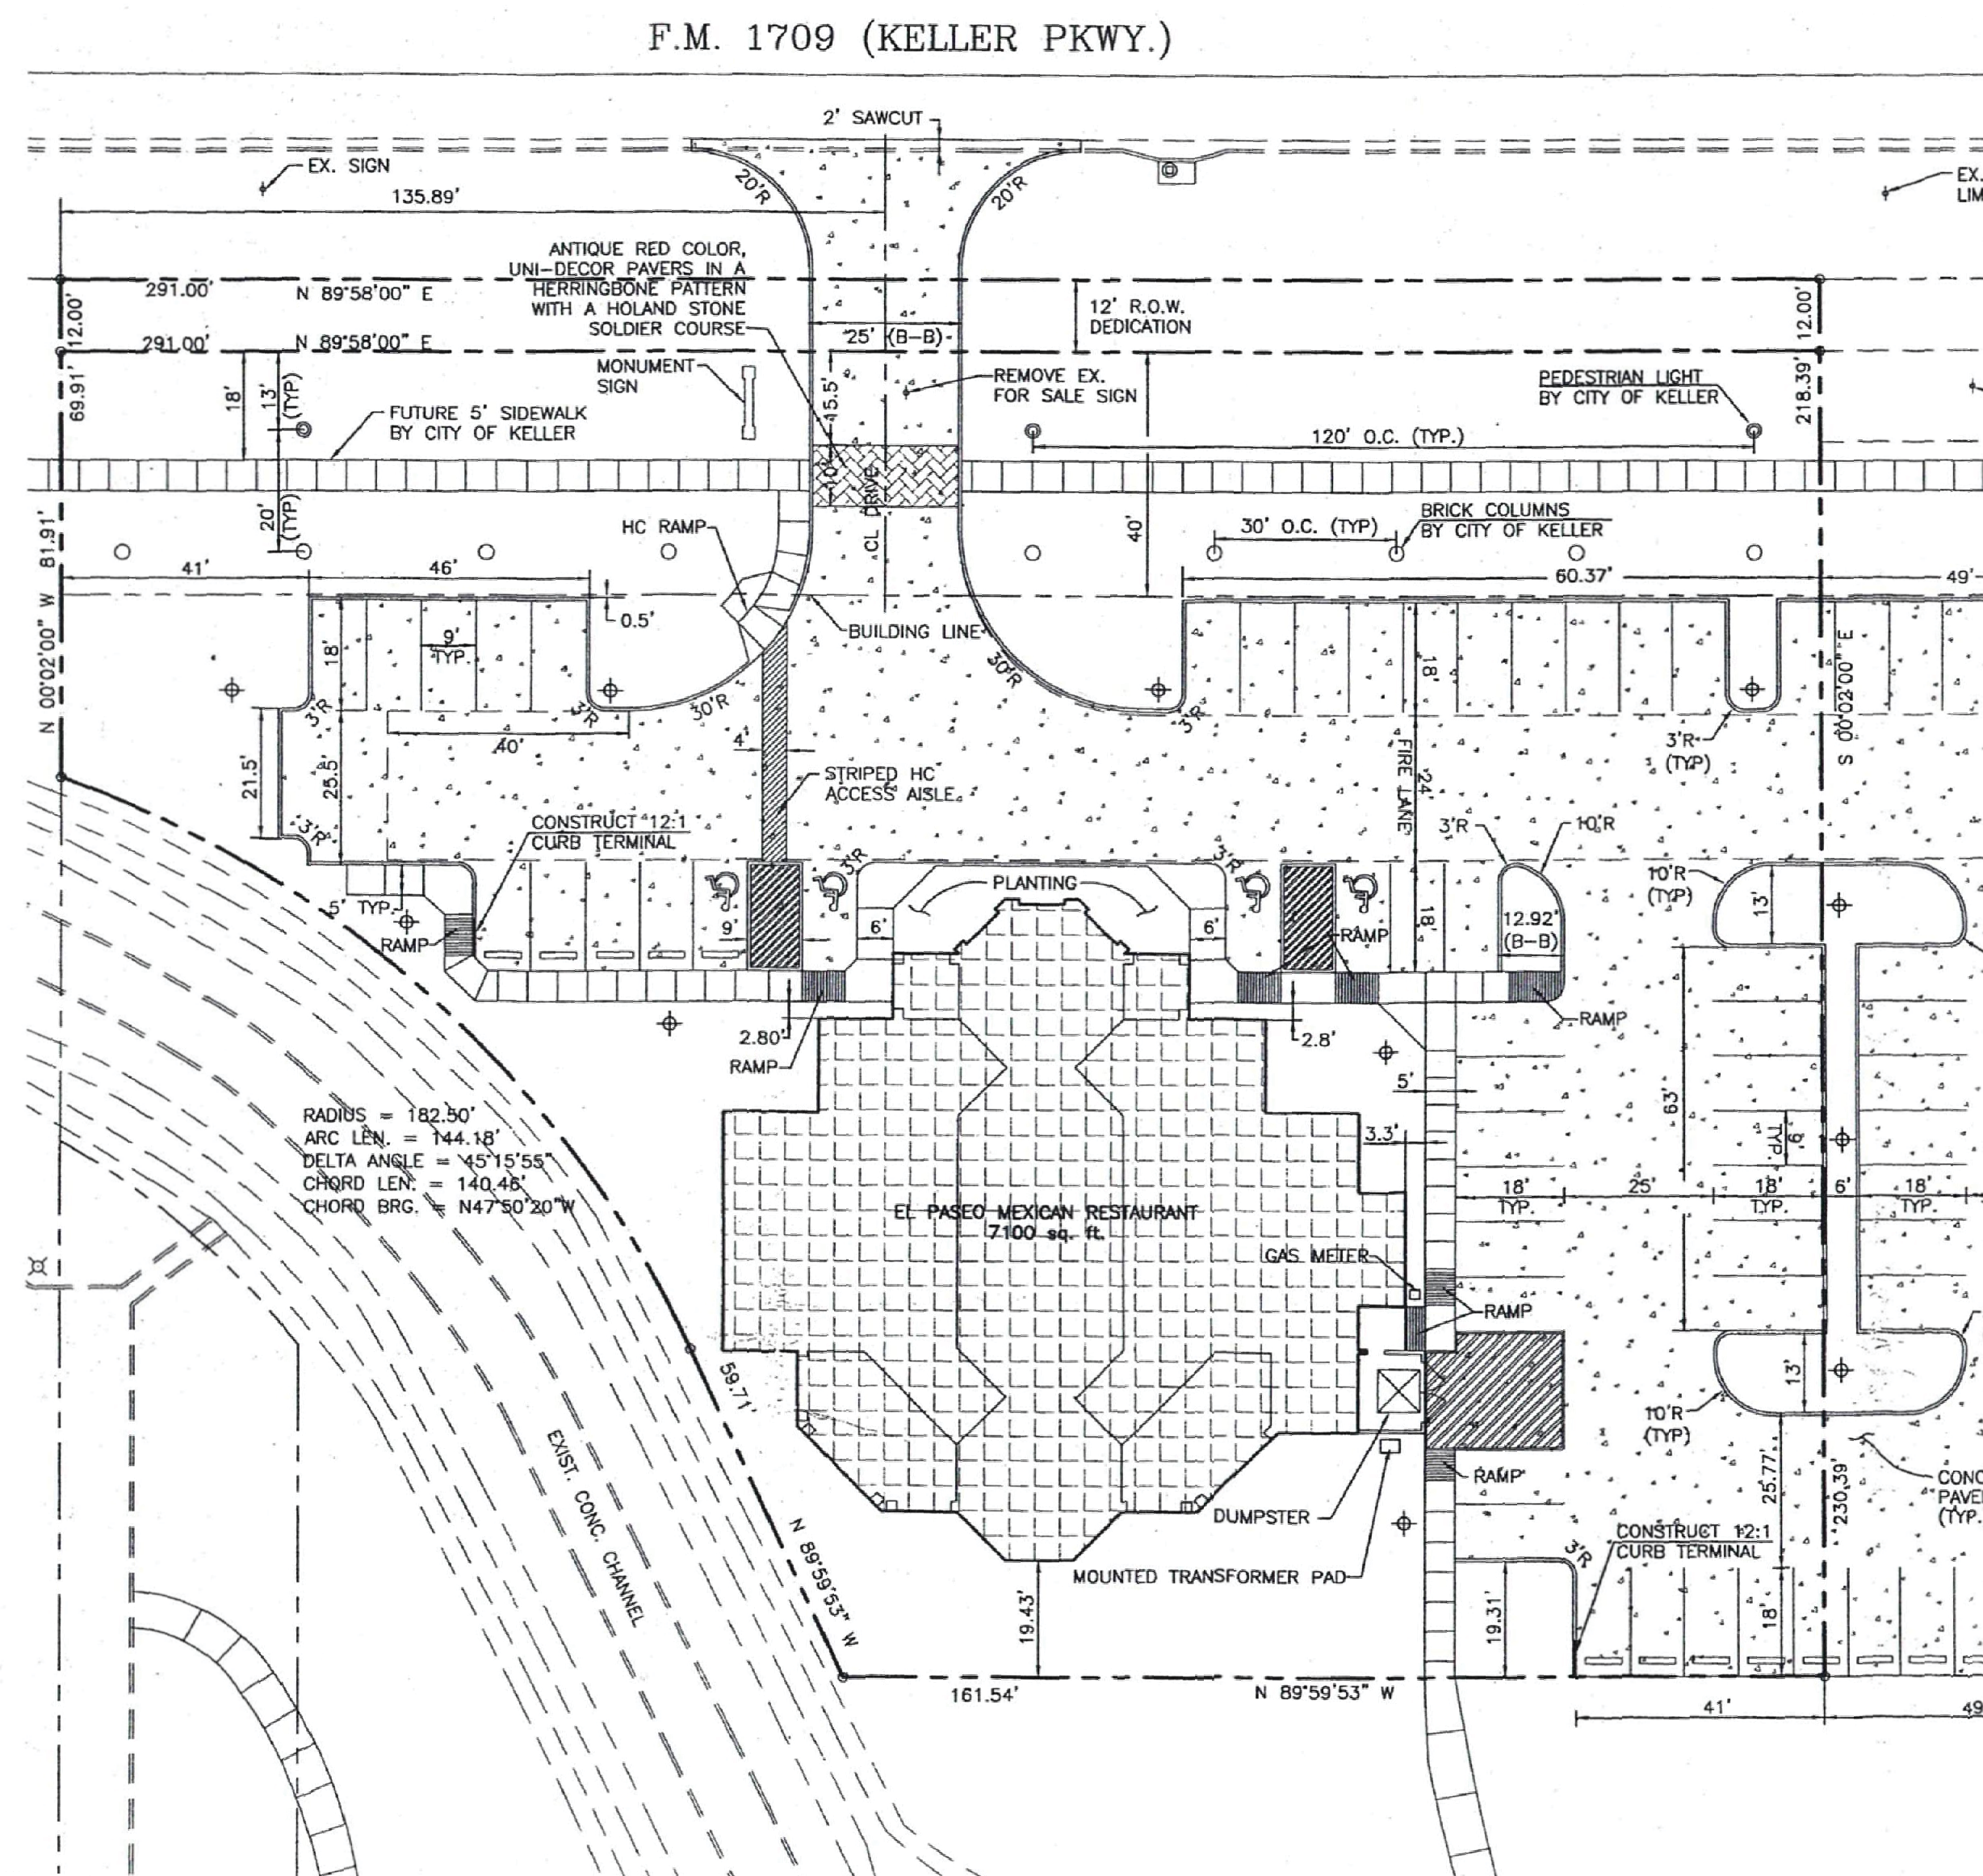 F.M. 1709 (KELLER PKWY.)
2' SAWCUT
EX. SIGN
135.89'
20'R
20'R
EX.
LIM
ANTIQUE RED COLOR,
UNI-DECOR PAVERS IN A
HERRINGBONE PATTERN
WITH A HOLAND STONE
SOLDIER COURSE
291.00'
N 89°58'00" E
12.00'
12' R.O.W.
DEDICATION
12.00'
25' (B-B)
291.00'
N 89°58'00" E
69.91'
18'
13'
(TYP)
MONUMENT
SIGN
15.5'
REMOVE EX.
FOR SALE SIGN
PEDESTRIAN LIGHT
BY CITY OF KELLER
218.39'
FUTURE 5' SIDEWALK
BY CITY OF KELLER
120' O.C. (TYP.)
10'
CL DRIVE
20'
(TYP)
HC RAMP
40'
30' O.C. (TYP)
BRICK COLUMNS
BY CITY OF KELLER
N 00°02'00" W 81.91'
41'
46'
60.37'
49'
0.5'
BUILDING LINE
18'
9'
TYP.
30'R
30'R
3'R
3'R
3'R
18'
S 00°02'00" E
40'
4'
3'R
(TYP)
21.5'
25.5'
STRIPED HC
ACCESS AISLE
FIRE LANE
24'
3'R
CONSTRUCT 12:1
CURB TERMINAL
3'R
3'R
3'R
10'R
10'R
(TYP)
PLANTING
5' TYP.
RAMP
9'
6'
6'
RAMP
18'
12.92'
(B-B)
13'
2.80'
RAMP
2.8'
RAMP
5'
63'
RADIUS = 182.50'
ARC LEN. = 144.18'
DELTA ANGLE = 45°15'55"
CHORD LEN. = 140.46'
CHORD BRG. = N47°50'20"W
3.3'
9'
TYP
18'
TYP.
25'
18'
TYP.
6'
18'
TYP.
EL PASEO MEXICAN RESTAURANT
7100 sq. ft.
GAS METER
RAMP
59.71'
13'
10'R
(TYP)
EXIST. CONC. CHANNEL
RAMP
25.77'
230.39'
CONC
PAVE
(TYP.
DUMPSTER
N 89°59'53" W
CONSTRUCT 12:1
CURB TERMINAL
3'R
MOUNTED TRANSFORMER PAD
19.43'
19.31'
18'
161.54'
N 89°59'53" W
41'
49